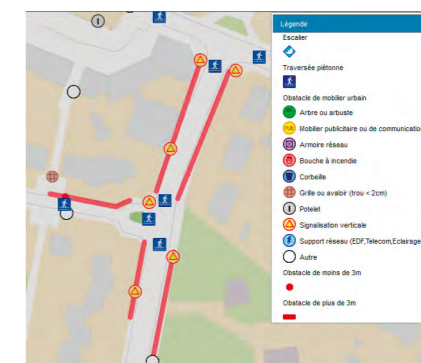 Légende
Escalier
Traversée piétonne
Obstacle de mobilier urbain
Arbre ou arbuste
PUB
Mobilier publicitaire ou de communication
Armoire réseau
Bouche à incendie
Corbeille
Grille ou avaloir (trou < 2cm)
Potelet
Signalisation verticale
Support réseau (EDF,Telecom,Eclairage
Autre
Obstacle de moins de 3m
Obstacle de plus de 3m